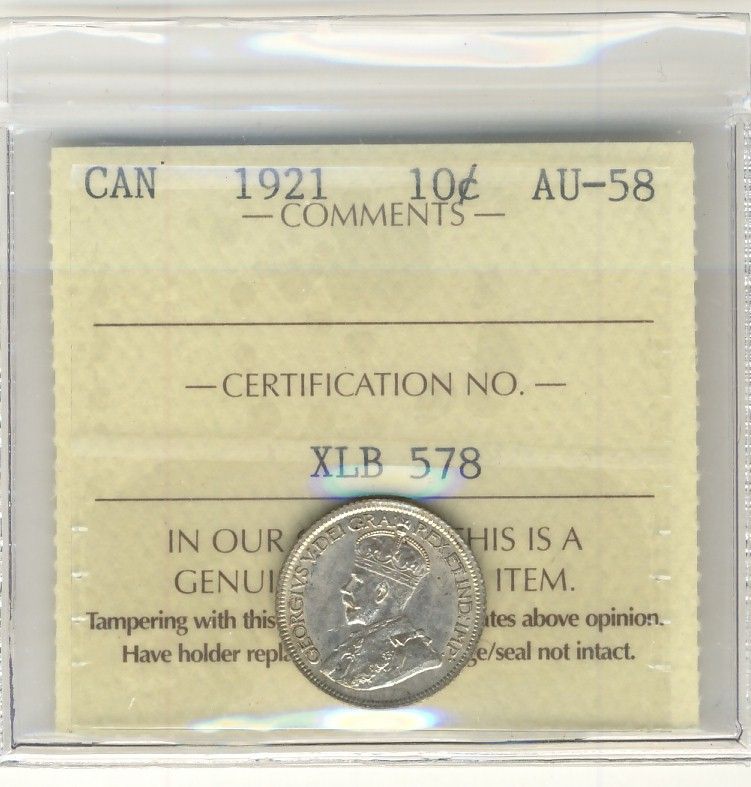 CAN 1921 10¢ AU-58
— COMMENTS —
— CERTIFICATION NO. —
XLB 578
IN OUR THIS IS A
GENUI ITEM.
Tampering with this ates above opinion.
Have holder repla ge/seal not intact.
GEORGIVS V DEI GRA: REX ET IND: IMP: